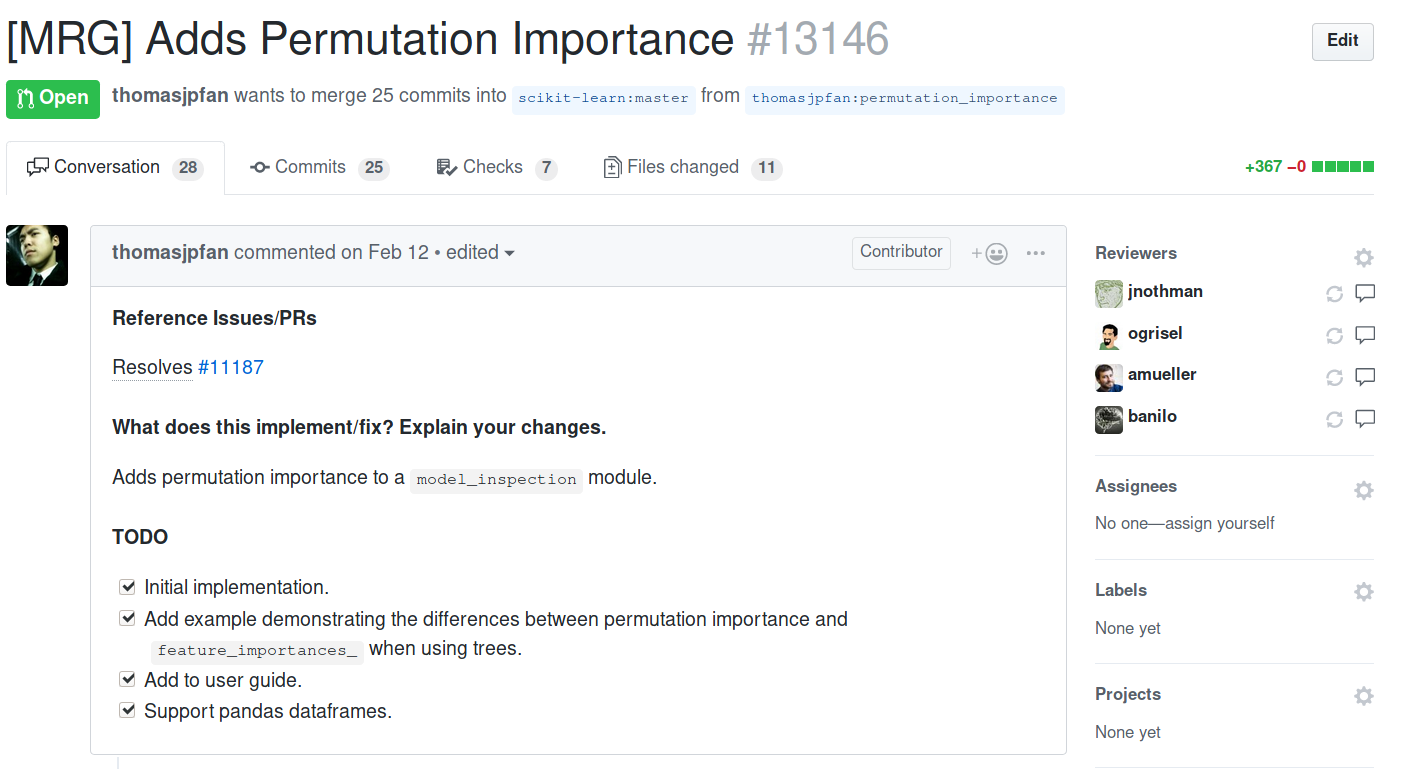 [MRG] Adds Permutation Importance #13146
Edit
Open thomasjpfan wants to merge 25 commits into scikit-learn:master from thomasjpfan:permutation_importance
Conversation 28 Commits 25 Checks 7 Files changed 11 +367 −0
thomasjpfan commented on Feb 12 • edited
Contributor
Reference Issues/PRs
Resolves #11187
What does this implement/fix? Explain your changes.
Adds permutation importance to a model_inspection module.
TODO
Initial implementation.
Add example demonstrating the differences between permutation importance and
feature_importances_ when using trees.
Add to user guide.
Support pandas dataframes.
Reviewers
jnothman
ogrisel
amueller
banilo
Assignees
No one—assign yourself
Labels
None yet
Projects
None yet